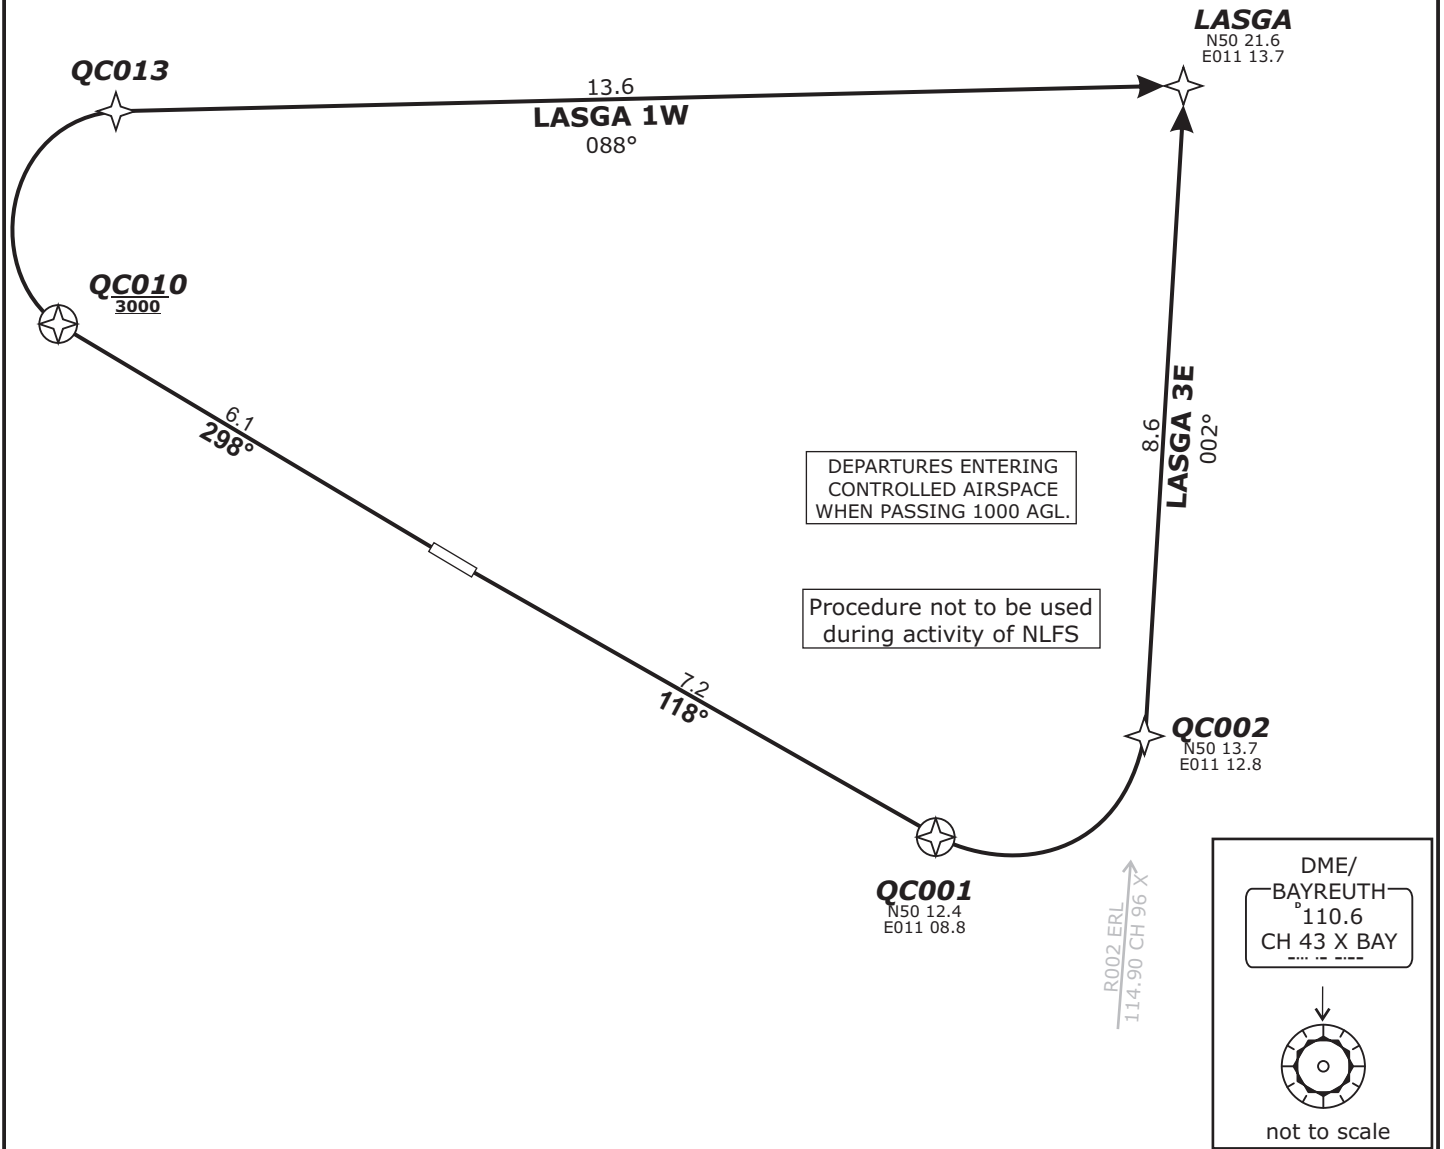 LASGA
N50 21.6
E011 13.7
QC013
13.6
LASGA 1W
088°
QC010
3000
6.1
298°
8.6
LASGA 3E
002°
DEPARTURES ENTERING
CONTROLLED AIRSPACE
WHEN PASSING 1000 AGL.
Procedure not to be used
during activity of NLFS
7.2
118°
QC002
N50 13.7
E011 12.8
QC001
N50 12.4
E011 08.8
R002 ERL
114.90 CH 96 X
DME/
BAYREUTH
D 110.6
CH 43 X BAY
not to scale